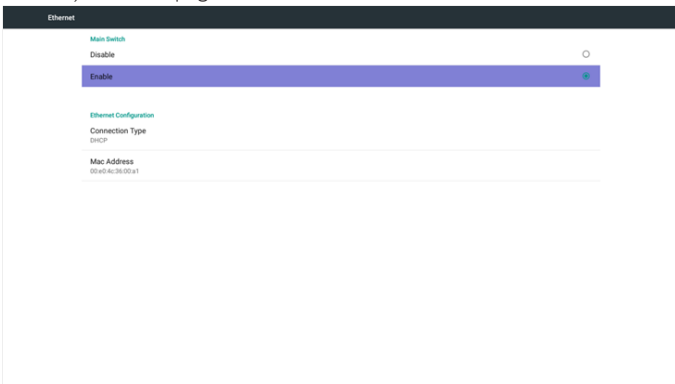 Ethernet
Main Switch
Disable
Enable
Ethernet Configuration
Connection Type
DHCP
Mac Address
00:e0:4c:36:00:a1